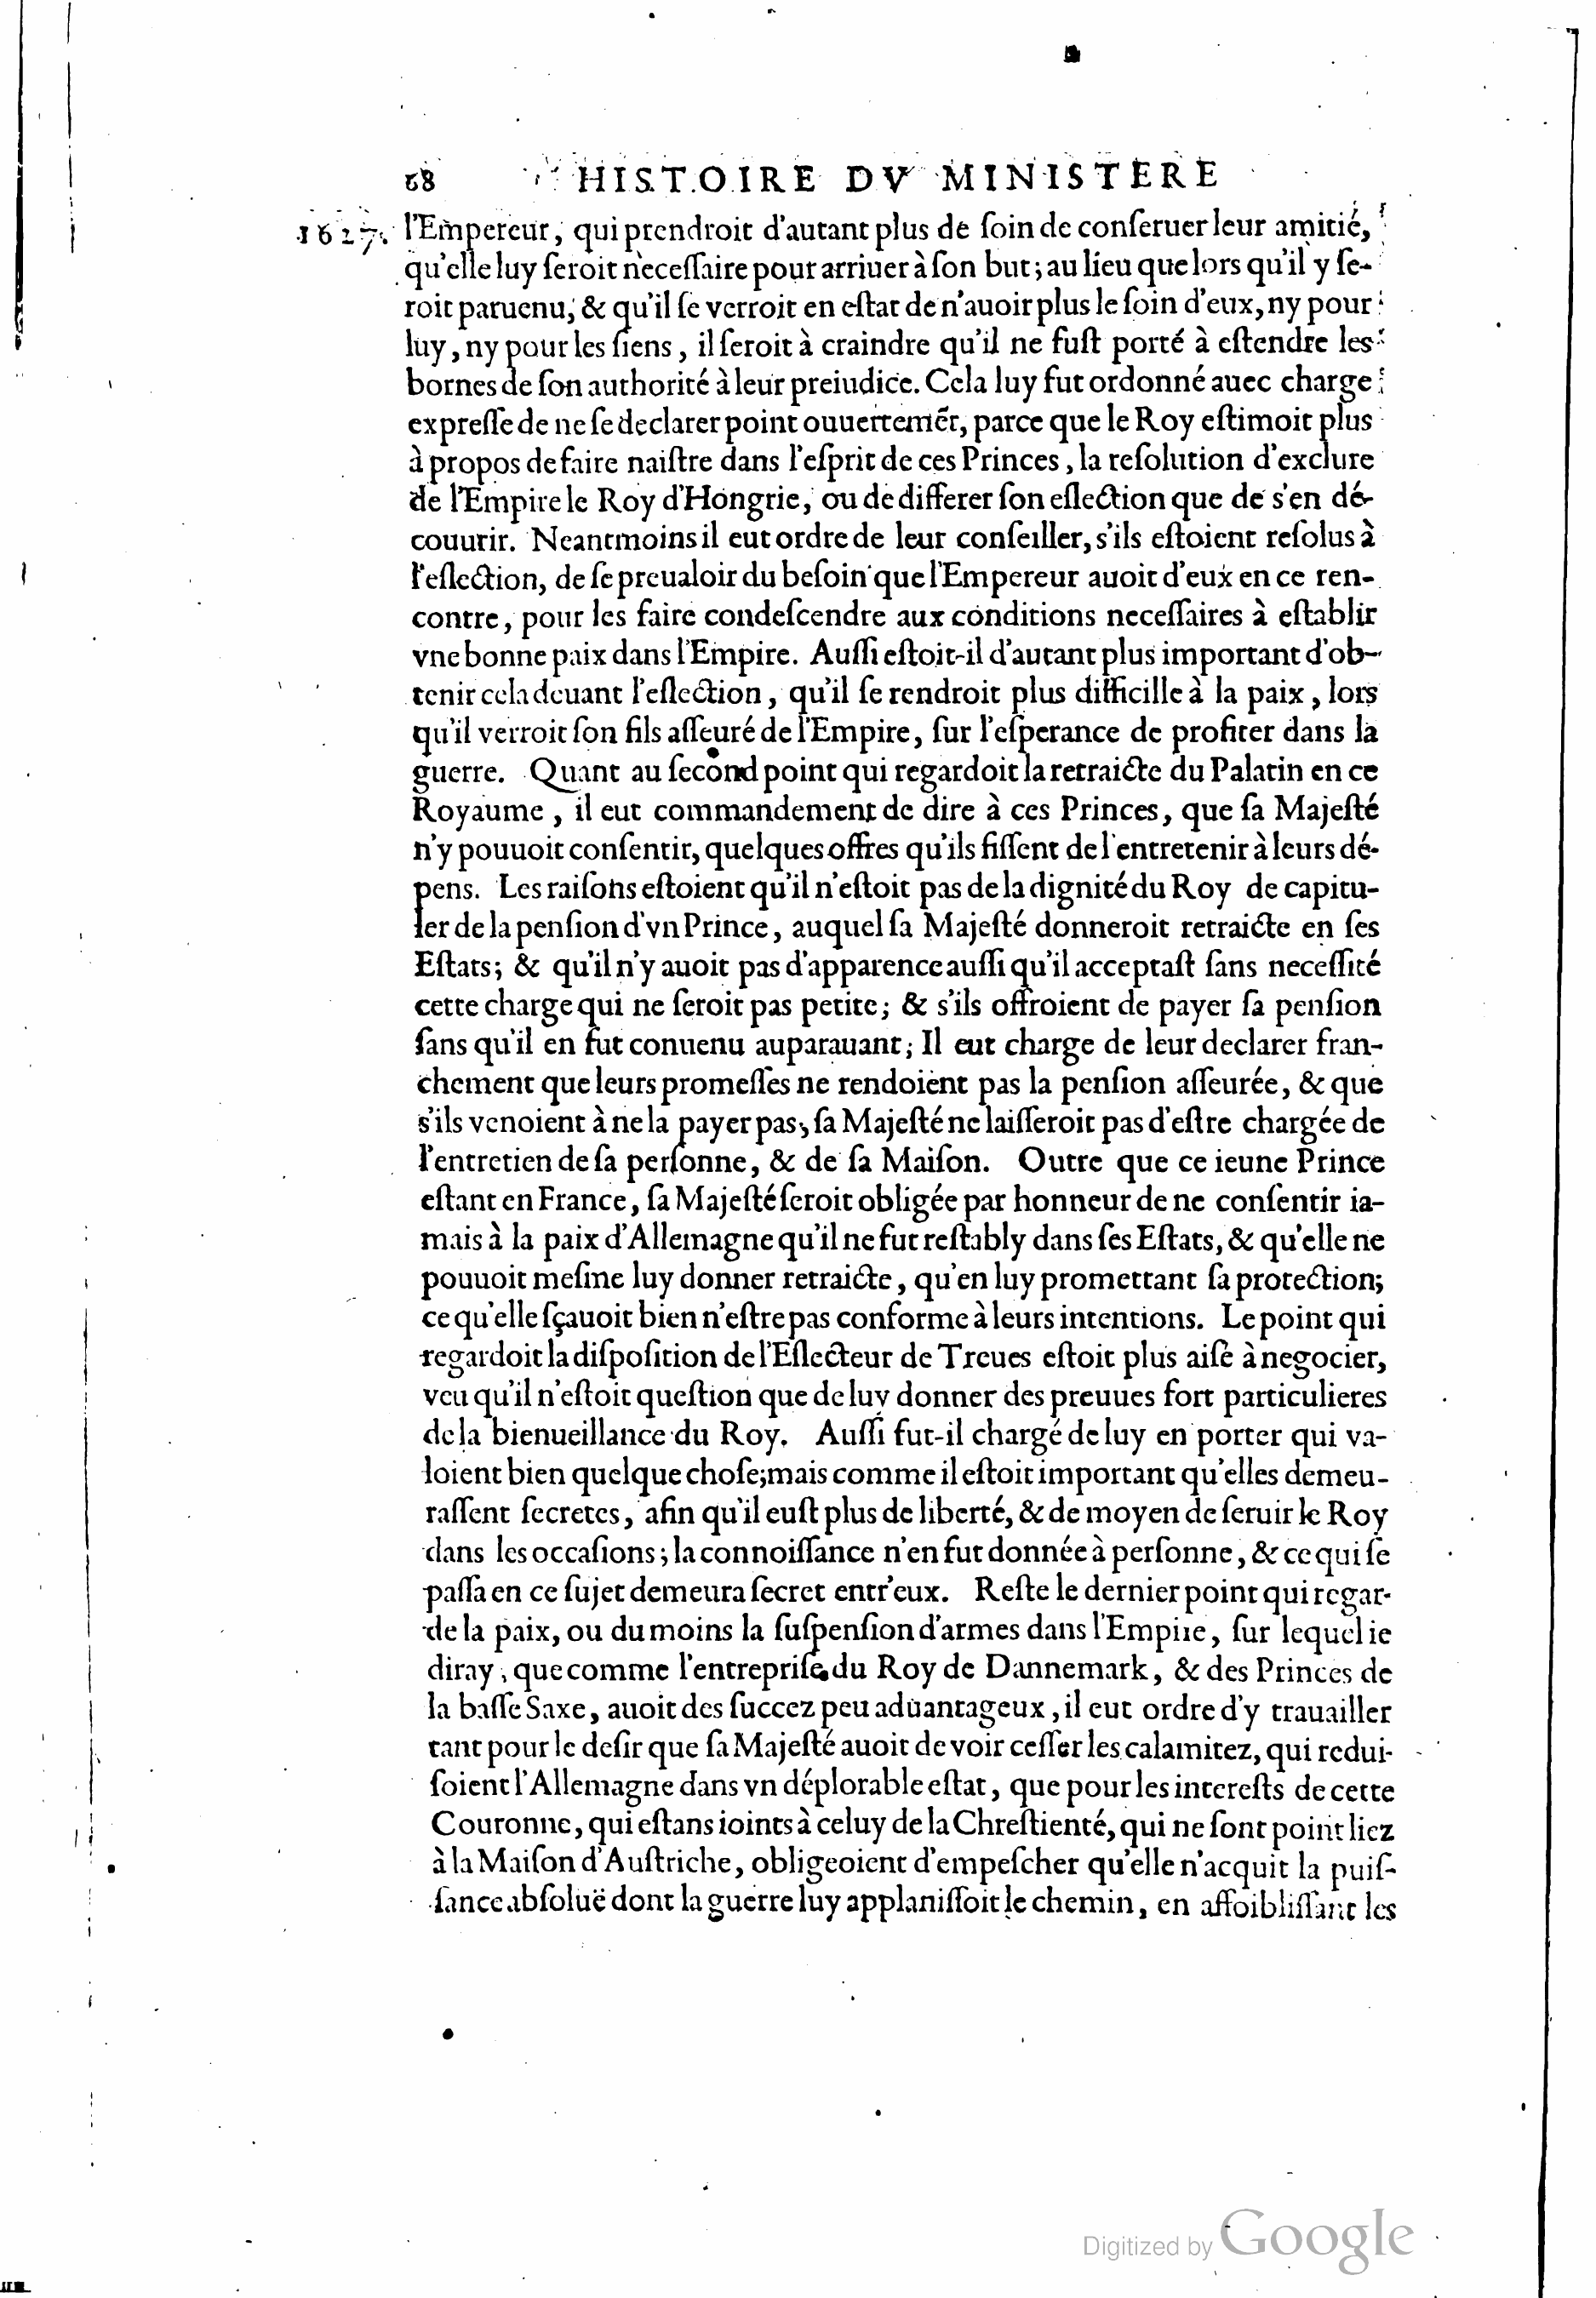 68 HISTOIRE DV MINISTERE
1627. l'Empereur, qui prendroit d'autant plus de ſoin de conſeruer leur amitié,
qu'elle luy ſeroit neceſſaire pour arriuer à ſon but; au lieu que lors qu'il y ſe-
roit paruenu, & qu'il ſe verroit en eſtat de n'auoir plus le ſoin d'eux, ny pour
luy, ny pour les ſiens, il ſeroit à craindre qu'il ne fuſt porté à eſtendre les
bornes de ſon authorité à leur preiudice. Cela luy fut ordonné auec charge
expreſſe de ne ſe declarer point ouuertemẽt, parce que le Roy eſtimoit plus
à propos de faire naiſtre dans l'eſprit de ces Princes, la reſolution d'exclure
de l'Empire le Roy d'Hongrie, ou de differer ſon eſlection que de s'en dé-
couurir. Neantmoins il eut ordre de leur conſeiller, s'ils eſtoient reſolus à
l'eſlection, de ſe preualoir du beſoin que l'Empereur auoit d'eux en ce ren-
contre, pour les faire condeſcendre aux conditions neceſſaires à eſtablir
vne bonne paix dans l'Empire. Auſſi eſtoit-il d'autant plus important d'ob-
tenir cela deuant l'eſlection, qu'il ſe rendroit plus difficille à la paix, lors
qu'il verroit ſon fils aſſeuré de l'Empire, ſur l'eſperance de profiter dans la
guerre. Quant au ſecond point qui regardoit la retraicte du Palatin en ce
Royaume, il eut commandement de dire à ces Princes, que ſa Majeſté
n'y pouuoit conſentir, quelques offres qu'ils fiſſent de l'entretenir à leurs dé-
pens. Les raiſons eſtoient qu'il n'eſtoit pas de la dignité du Roy de capitu-
ler de la penſion d'vn Prince, auquel ſa Majeſté donneroit retraicte en ſes
Eſtats; & qu'il n'y auoit pas d'apparence auſſi qu'il acceptaſt ſans neceſſité
cette charge qui ne ſeroit pas petite; & s'ils offroient de payer ſa penſion
ſans qu'il en fut conuenu auparauant; Il eut charge de leur declarer fran-
chement que leurs promeſſes ne rendoient pas la penſion aſſeurée, & que
s'ils venoient à ne la payer pas, ſa Majeſté ne laiſſeroit pas d'eſtre chargée de
l'entretien de ſa perſonne, & de ſa Maiſon. Outre que ce ieune Prince
eſtant en France, ſa Majeſté ſeroit obligée par honneur de ne conſentir ia-
mais à la paix d'Allemagne qu'il ne fut reſtably dans ſes Eſtats, & qu'elle ne
pouuoit meſme luy donner retraicte, qu'en luy promettant ſa protection;
ce qu'elle ſçauoit bien n'eſtre pas conforme à leurs intentions. Le point qui
regardoit la diſpoſition de l'Eſlecteur de Treues eſtoit plus aiſé à negocier,
veu qu'il n'eſtoit queſtion que de luy donner des preuues fort particulieres
de la bienueillance du Roy. Auſſi fut-il chargé de luy en porter qui va-
loient bien quelque choſe; mais comme il eſtoit important qu'elles demeu-
raſſent ſecretes, afin qu'il euſt plus de liberté, & de moyen de ſeruir le Roy
dans les occaſions; la connoiſſance n'en fut donnée à perſonne, & ce qui ſe
paſſa en ce ſujet demeura ſecret entr'eux. Reſte le dernier point qui regar-
de la paix, ou du moins la ſuſpenſion d'armes dans l'Empire, ſur lequel ie
diray, que comme l'entrepriſe du Roy de Dannemark, & des Princes de
la baſſe Saxe, auoit des ſuccez peu aduantageux, il eut ordre d'y trauailler
tant pour le deſir que ſa Majeſté auoit de voir ceſſer les calamitez, qui redui-
ſoient l'Allemagne dans vn déplorable eſtat, que pour les intereſts de cette
Couronne, qui eſtans ioints à celuy de la Chreſtienté, qui ne ſont point liez
à la Maiſon d'Auſtriche, obligeoient d'empeſcher qu'elle n'acquit la puiſ-
ſance abſoluë dont la guerre luy applaniſſoit le chemin, en affoibliſſant les
Digitized by Google